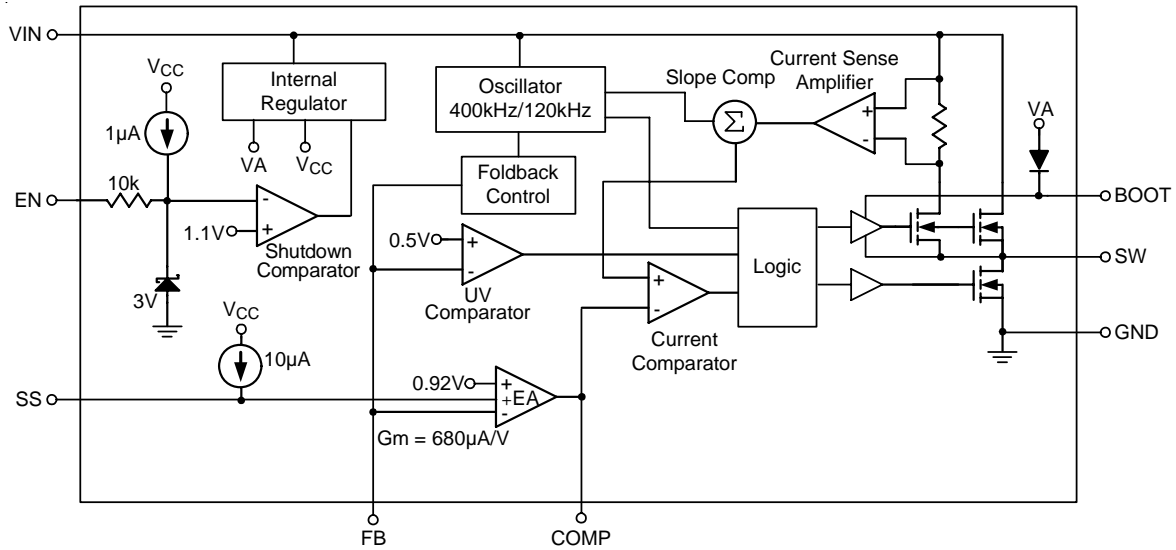 VIN
VCC
1µA
Internal
Regulator
VA
VCC
Oscillator
400kHz/120kHz
Foldback
Control
Slope Comp
Σ
Current Sense
Amplifier
+
-
VA
EN
10k
-
+
1.1V
Shutdown
Comparator
3V
BOOT
SW
GND
0.5V
+
-
UV
Comparator
+
-
Current
Comparator
Logic
VCC
10µA
SS
0.92V
+
+EA
-
Gm = 680µA/V
FB
COMP